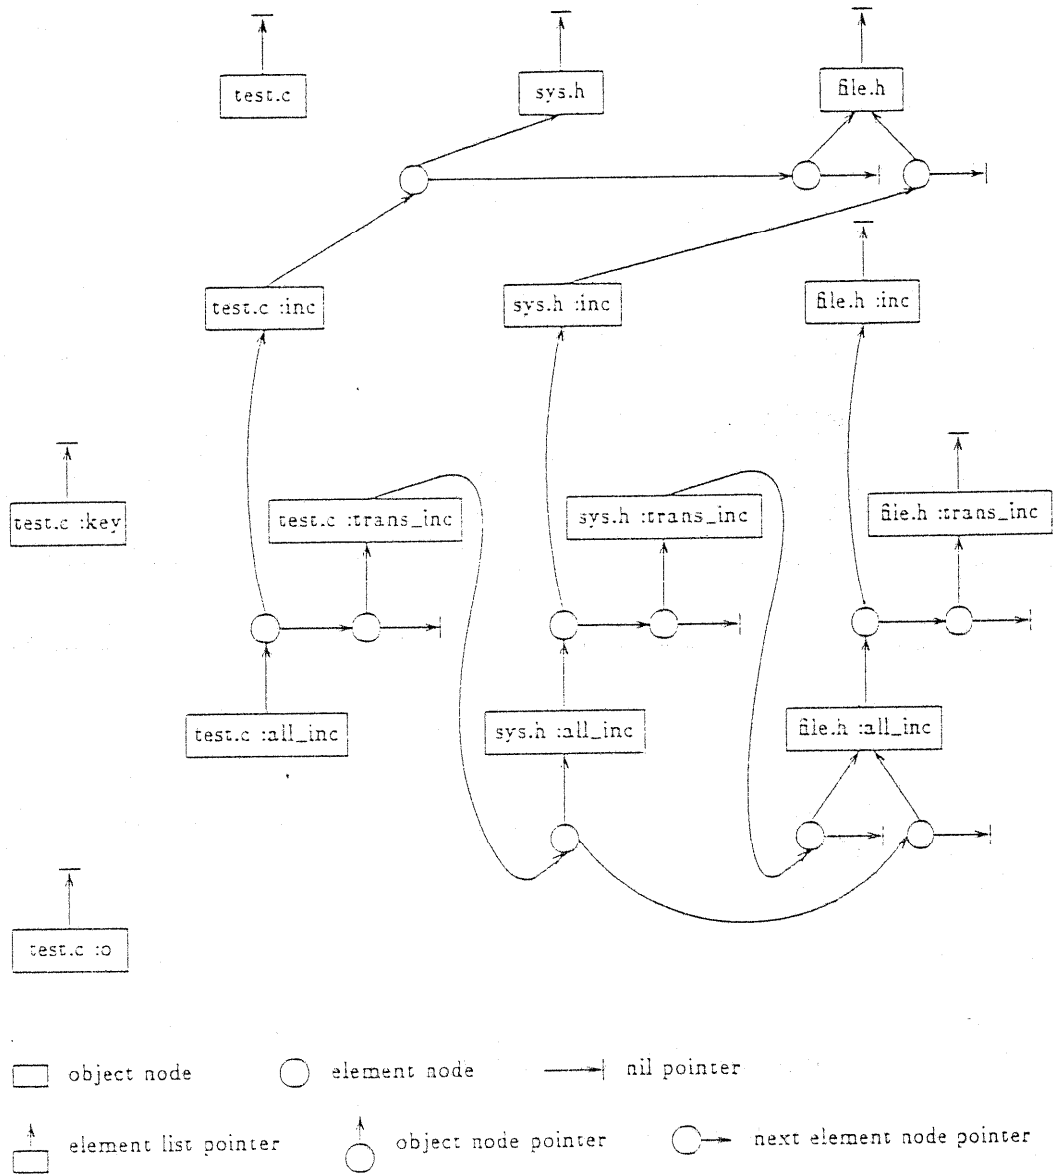 test.c
sys.h
file.h
test.c :inc
sys.h :inc
file.h :inc
test.c :key
test.c :trans_inc
sys.h :trans_inc
file.h :trans_inc
test.c :all_inc
sys.h :all_inc
file.h :all_inc
test.c :o
object node
element node
nil pointer
element list pointer
object node pointer
next element node pointer